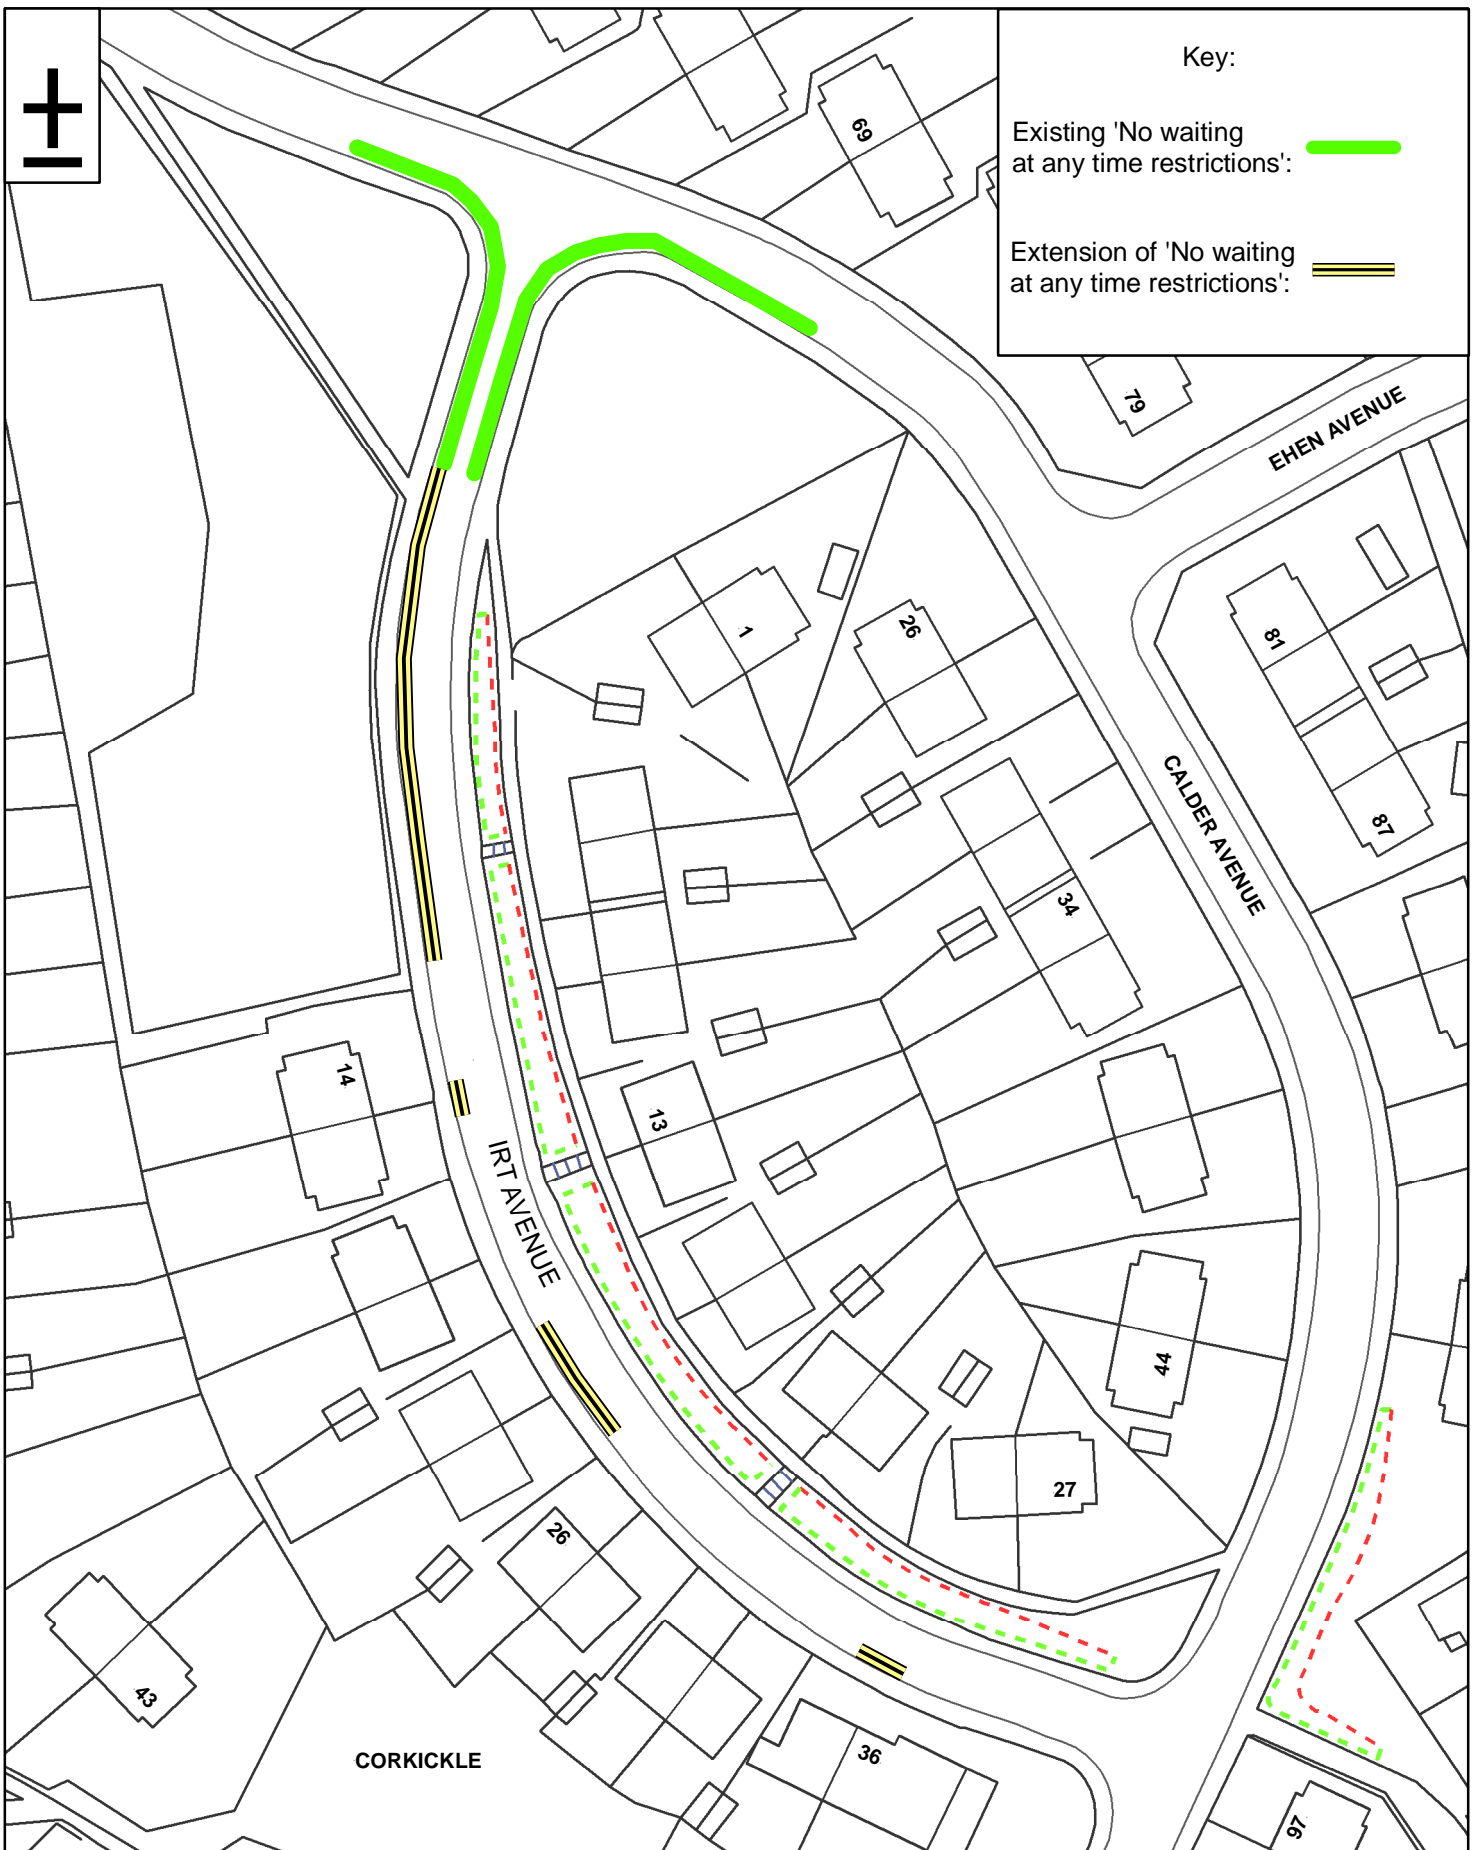 Key:
Existing 'No waiting
at any time restrictions':
Extension of 'No waiting
at any time restrictions':
69
79
EHEN AVENUE
1
26
81
87
CALDER AVENUE
34
14
13
IRT AVENUE
44
27
26
43
36
CORKICKLE
97